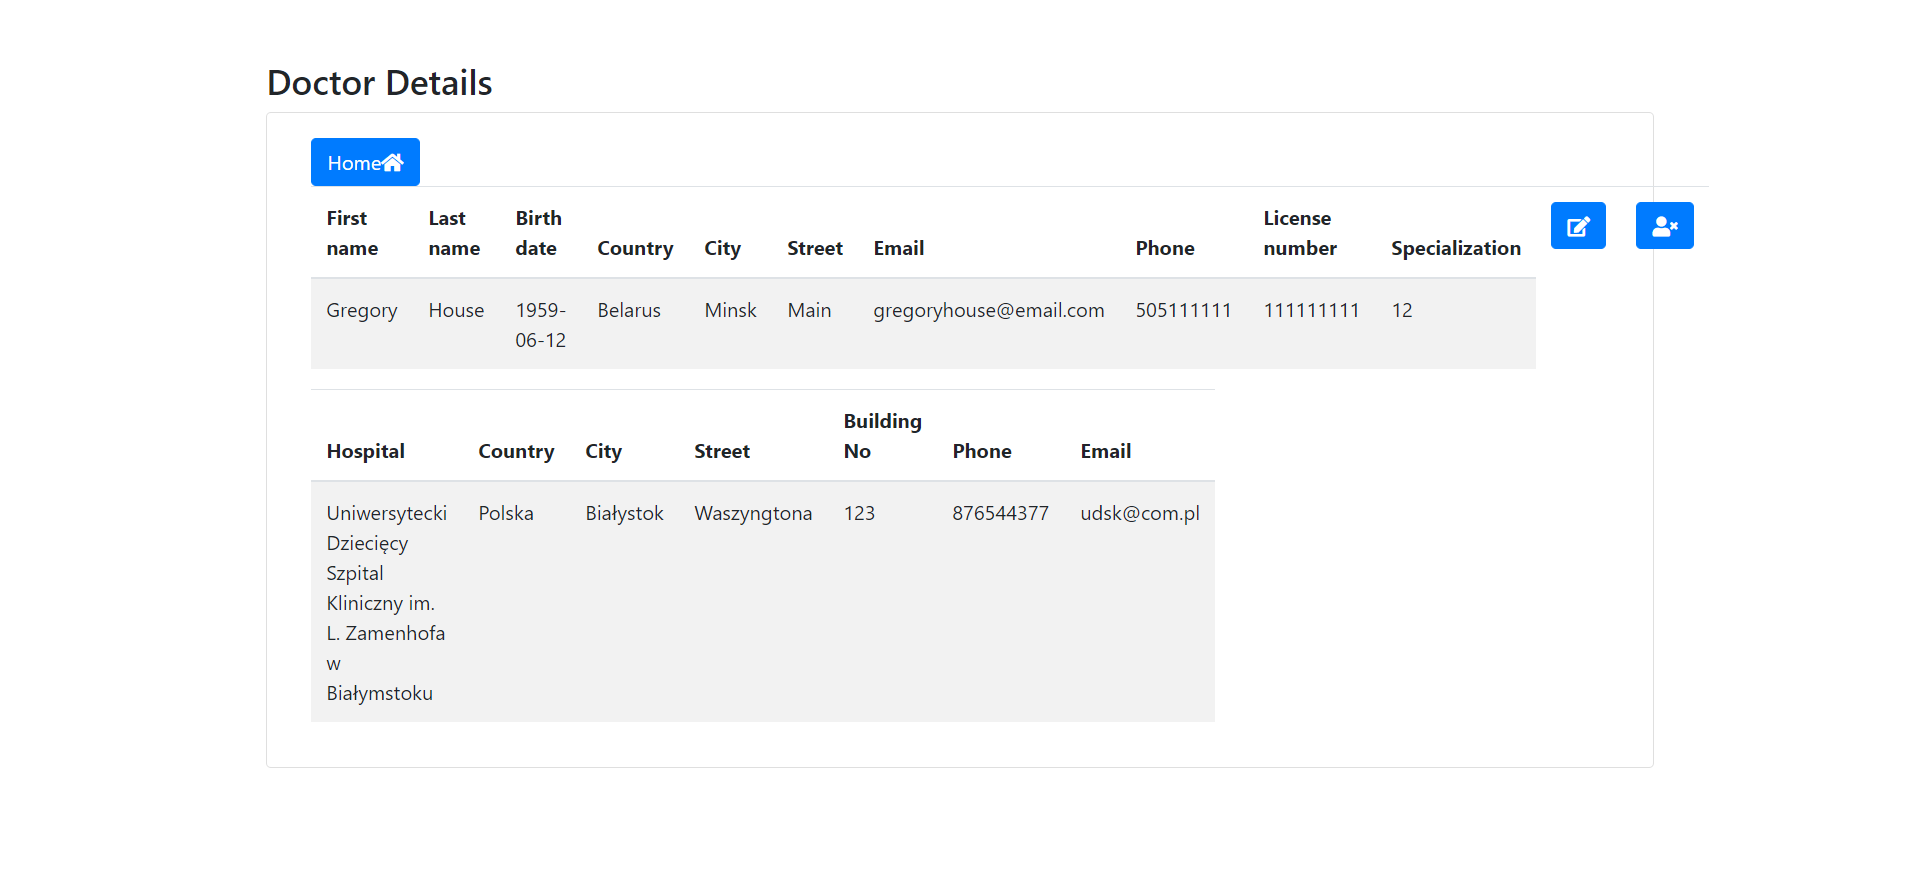 Doctor Details
Home
First name Last name Birth date Country City Street Email Phone License number Specialization
Gregory House 1959-06-12 Belarus Minsk Main gregoryhouse@email.com 505111111 111111111 12
Hospital Country City Street Building No Phone Email
Uniwersytecki Polska Białystok Waszyngtona 123 876544377 udsk@com.pl
Dziecięcy
Szpital
Kliniczny im.
L. Zamenhofa
w
Białymstoku